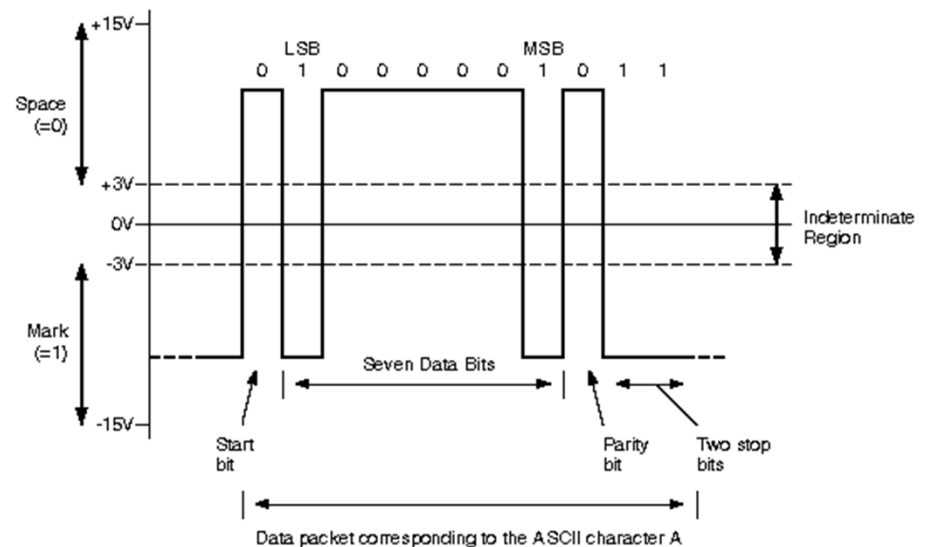 +15V
LSB MSB
0 1 0 0 0 0 0 1 0 1 1
Space
(=0)
+3V
0V
Indeterminate
Region
-3V
Mark
(=1)
Seven Data Bits
-15V
Start
bit
Parity
bit
Two stop
bits
Data packet corresponding to the ASCII character A